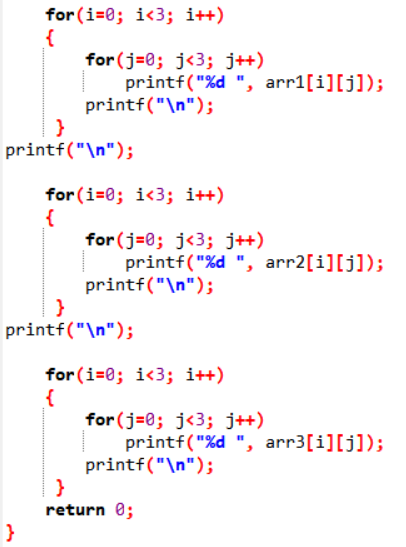 for(i=0; i<3; i++)
{
for(j=0; j<3; j++)
printf("%d ", arr1[i][j]);
printf("\n");
}
printf("\n");
for(i=0; i<3; i++)
{
for(j=0; j<3; j++)
printf("%d ", arr2[i][j]);
printf("\n");
}
printf("\n");
for(i=0; i<3; i++)
{
for(j=0; j<3; j++)
printf("%d ", arr3[i][j]);
printf("\n");
}
return 0;
}